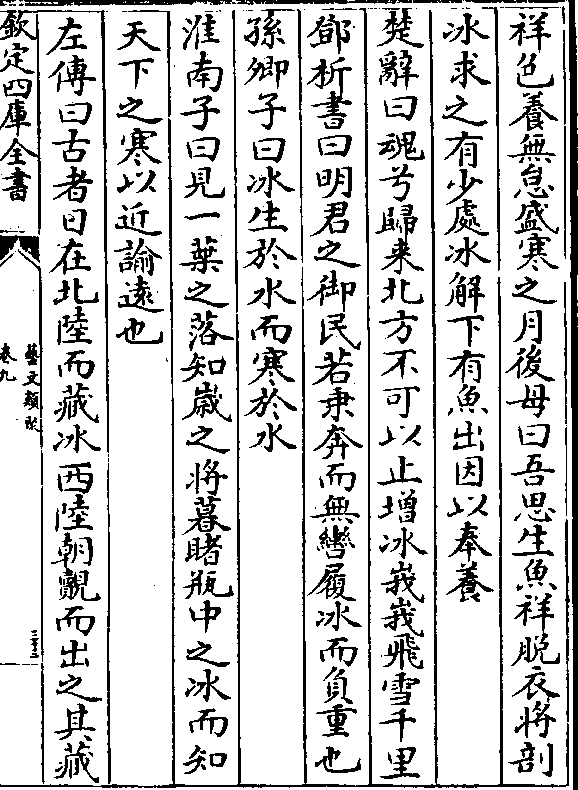 祥色養無怠盛寒之月後母曰吾思生魚祥脫衣將剖
冰求之有少處冰解下有魚出因以奉養
楚辭曰魂兮歸来北方不可以止增冰峩峩飛雪千里
鄧析書曰明君之御民若乗奔而無轡履冰而負重也
孫卿子曰冰生於水而寒於水
淮南子曰見一葉之落知歳之將暮睹瓶中之冰而知
天下之寒以近諭遠也
左傳曰古者日在北陸而藏冰西陸朝覿而出之其藏
欽定四庫全書
藝文類聚
卷九